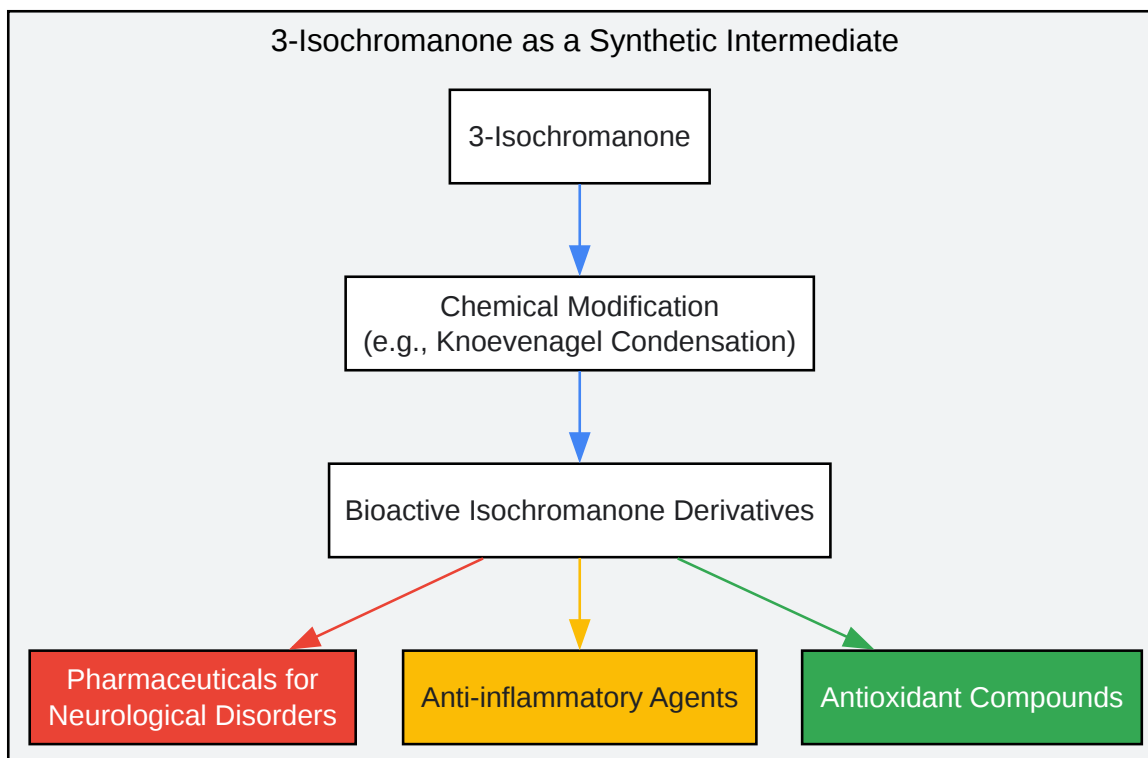 3-Isochromanone as a Synthetic Intermediate
3-Isochromanone
Chemical Modification
(e.g., Knoevenagel Condensation)
Bioactive Isochromanone Derivatives
Pharmaceuticals for
Neurological Disorders
Anti-inflammatory Agents
Antioxidant Compounds